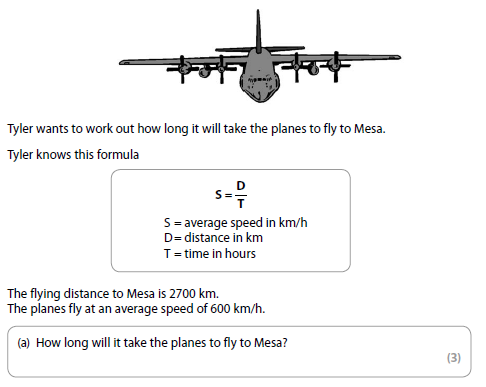 Tyler wants to work out how long it will take the planes to fly to Mesa.
Tyler knows this formula
S = D/T
S = average speed in km/h
D= distance in km
T = time in hours
The flying distance to Mesa is 2700 km.
The planes fly at an average speed of 600 km/h.
(a) How long will it take the planes to fly to Mesa?
(3)